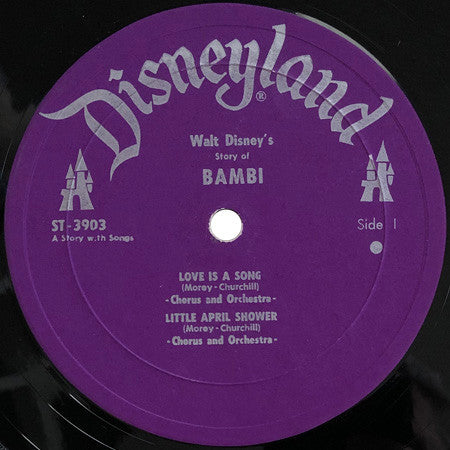 Disneyland
®
Walt Disney's
Story of
BAMBI
ST-3903
A Story with Songs
Side 1
LOVE IS A SONG
(Morey-Churchill)
-Chorus and Orchestra-
LITTLE APRIL SHOWER
(Morey-Churchill)
-Chorus and Orchestra-